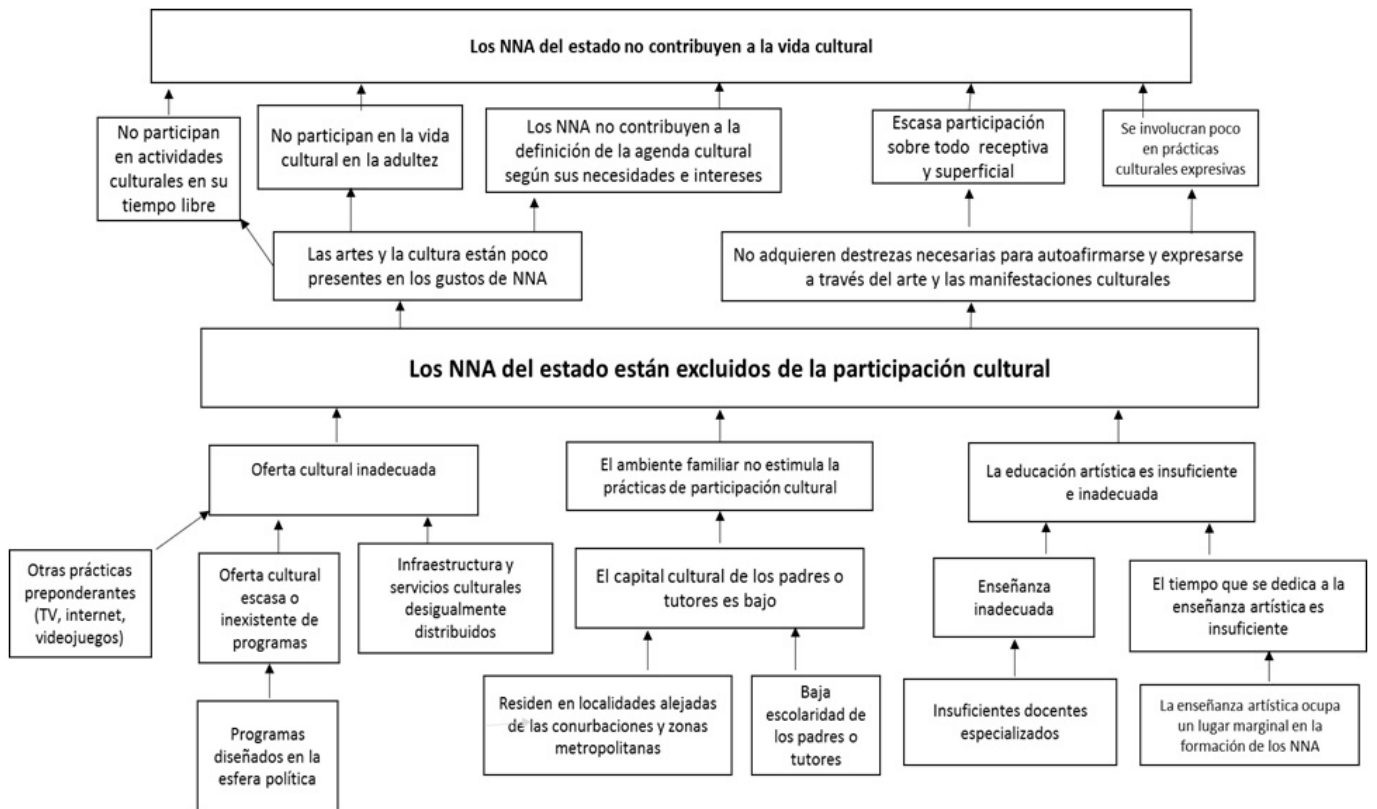 Los NNA del estado no contribuyen a la vida cultural
No participan
en actividades
culturales en su
tiempo libre
No participan en la vida
cultural en la adultez
Los NNA no contribuyen a la
definición de la agenda cultural
según sus necesidades e intereses
Escasa participación
sobre todo receptiva
y superficial
Se involucran poco
en prácticas
culturales expresivas
Las artes y la cultura están poco
presentes en los gustos de NNA
No adquieren destrezas necesarias para autoafirmarse y expresarse
a través del arte y las manifestaciones culturales
Los NNA del estado están excluidos de la participación cultural
Oferta cultural inadecuada
El ambiente familiar no estimula la
prácticas de participación cultural
La educación artística es insuficiente
e inadecuada
Otras prácticas
preponderantes
(TV, internet,
videojuegos)
Oferta cultural
escasa o
inexistente de
programas
Infraestructura y
servicios culturales
desigualmente
distribuidos
El capital cultural de los padres o
tutores es bajo
Enseñanza
inadecuada
El tiempo que se dedica a la
enseñanza artística es
insuficiente
Programas
diseñados en la
esfera política
Residen en localidades alejadas
de las conurbaciones y zonas
metropolitanas
Baja
escolaridad de
los padres o
tutores
Insuficientes docentes
especializados
La enseñanza artística ocupa
un lugar marginal en la
formación de los NNA